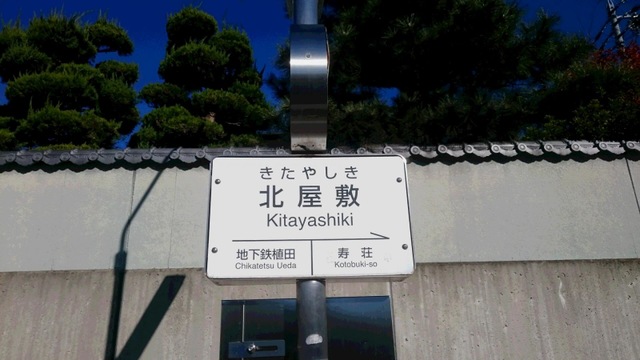 きたやしき
北屋敷
Kitayashiki
地下鉄植田 寿荘
Chikatetsu Ueda Kotobuki-so